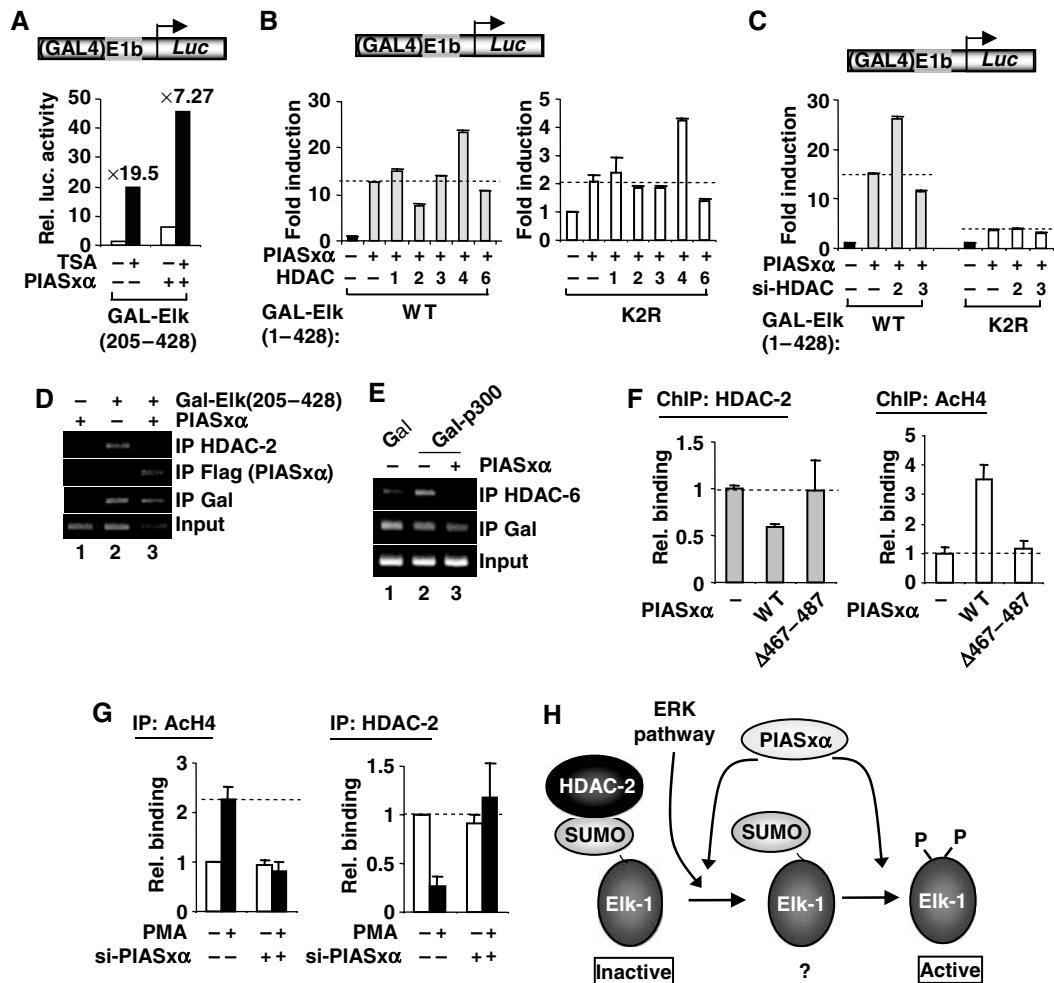 A
(GAL4)E1b Luc
Rel. luc. activity
50
40
30
20
10
0
×19.5
×7.27
TSA – + – +
PIASxα – – + +
GAL-Elk
(205–428)
B
(GAL4)E1b Luc
Fold induction
30
20
10
0
PIASxα – + + + + + +
HDAC – – 1 2 3 4 6
GAL-Elk
(1–428):
WT
Fold induction
5
4
3
2
1
0
– + + + + + +
– – 1 2 3 4 6
K2R
C
(GAL4)E1b Luc
Fold induction
30
20
10
0
PIASxα – + + + – + + +
si-HDAC – – 2 3 – – 2 3
GAL-Elk
(1–428):
WT
K2R
D
– + + Gal-Elk(205–428)
+ – + PIASxα
IP HDAC-2
IP Flag (PIASxα)
IP Gal
Input
1 2 3
E
Gal
Gal-p300
– – + PIASxα
IP HDAC-6
IP Gal
Input
1 2 3
F
ChIP: HDAC-2
Rel. binding
1.5
1
0.5
0
PIASxα – WT Δ467–487
ChIP: AcH4
Rel. binding
5
4
3
2
1
0
PIASxα – WT Δ467–487
G
IP: AcH4
Rel. binding
3
2
1
0
PMA – + – +
si-PIASxα – – + +
IP: HDAC-2
Rel. binding
1.5
1
0.5
0
PMA – + – +
si-PIASxα – – + +
H
ERK
pathway
PIASxα
HDAC-2
SUMO
Elk-1
Inactive
SUMO
Elk-1
?
P P
Elk-1
Active